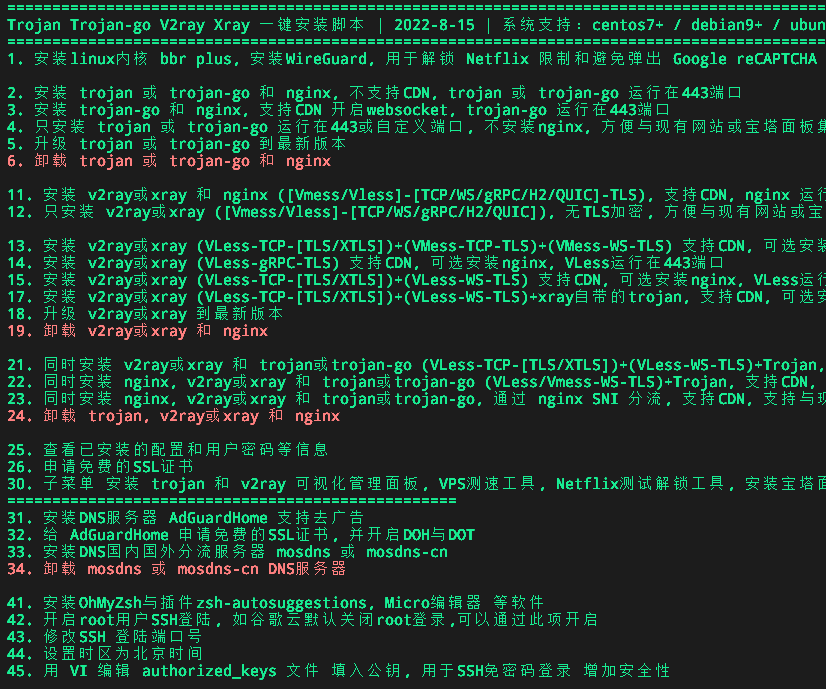 ===============================================================================================
Trojan Trojan-go V2ray Xray 一键安装脚本 | 2022-8-15 | 系统支持：centos7+ / debian9+ / ubun
===============================================================================================
1. 安装linux内核 bbr plus, 安装WireGuard, 用于解锁 Netflix 限制和避免弹出 Google reCAPTCHA
2. 安装 trojan 或 trojan-go 和 nginx, 不支持CDN, trojan 或 trojan-go 运行在443端口
3. 安装 trojan-go 和 nginx, 支持CDN 开启websocket, trojan-go 运行在443端口
4. 只安装 trojan 或 trojan-go 运行在443或自定义端口, 不安装nginx, 方便与现有网站或宝塔面板集
5. 升级 trojan 或 trojan-go 到最新版本
6. 卸载 trojan 或 trojan-go 和 nginx
11. 安装 v2ray或xray 和 nginx ([Vmess/Vless]-[TCP/WS/gRPC/H2/QUIC]-TLS), 支持CDN, nginx 运行
12. 只安装 v2ray或xray ([Vmess/Vless]-[TCP/WS/gRPC/H2/QUIC]), 无TLS加密, 方便与现有网站或宝
13. 安装 v2ray或xray (VLess-TCP-[TLS/XTLS])+(VMess-TCP-TLS)+(VMess-WS-TLS) 支持CDN, 可选安装
14. 安装 v2ray或xray (VLess-gRPC-TLS) 支持CDN, 可选安装nginx, VLess运行在443端口
15. 安装 v2ray或xray (VLess-TCP-[TLS/XTLS])+(VLess-WS-TLS) 支持CDN, 可选安装nginx, VLess运行
17. 安装 v2ray或xray (VLess-TCP-[TLS/XTLS])+(VLess-WS-TLS)+xray自带的trojan, 支持CDN, 可选安
18. 升级 v2ray或xray 到最新版本
19. 卸载 v2ray或xray 和 nginx
21. 同时安装 v2ray或xray 和 trojan或trojan-go (VLess-TCP-[TLS/XTLS])+(VLess-WS-TLS)+Trojan,
22. 同时安装 nginx, v2ray或xray 和 trojan或trojan-go (VLess/Vmess-WS-TLS)+Trojan, 支持CDN,
23. 同时安装 nginx, v2ray或xray 和 trojan或trojan-go, 通过 nginx SNI 分流, 支持CDN, 支持与现
24. 卸载 trojan, v2ray或xray 和 nginx
25. 查看已安装的配置和用户密码等信息
26. 申请免费的SSL证书
30. 子菜单 安装 trojan 和 v2ray 可视化管理面板, VPS测速工具, Netflix测试解锁工具, 安装宝塔面
==================================================
31. 安装DNS服务器 AdGuardHome 支持去广告
32. 给 AdGuardHome 申请免费的SSL证书, 并开启DOH与DOT
33. 安装DNS国内国外分流服务器 mosdns 或 mosdns-cn
34. 卸载 mosdns 或 mosdns-cn DNS服务器
41. 安装OhMyZsh与插件zsh-autosuggestions, Micro编辑器 等软件
42. 开启root用户SSH登陆, 如谷歌云默认关闭root登录,可以通过此项开启
43. 修改SSH 登陆端口号
44. 设置时区为北京时间
45. 用 VI 编辑 authorized_keys 文件 填入公钥, 用于SSH免密码登录 增加安全性